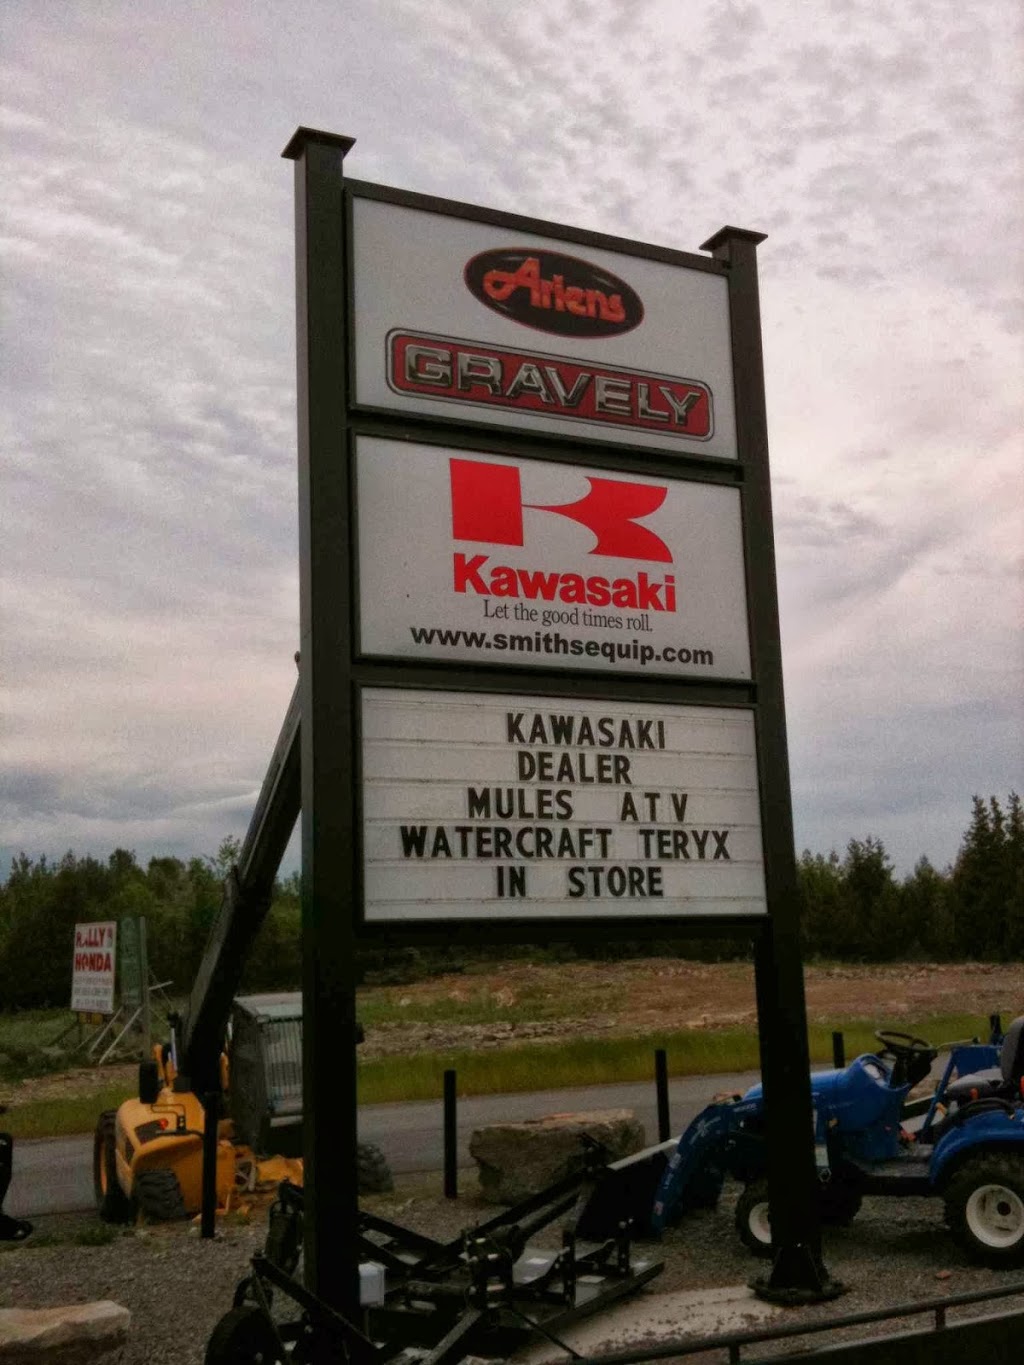 Ariens
GRAVELY
Kawasaki
Let the good times roll.
www.smithsequip.com
KAWASAKI
DEALER
MULES ATV
WATERCRAFT TERYX
IN STORE
RALLY
HONDA